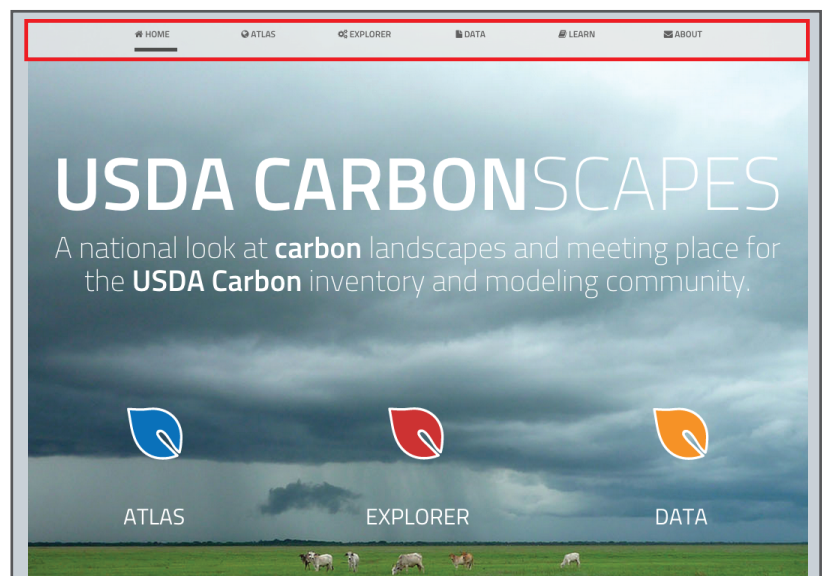 HOME ATLAS EXPLORER DATA LEARN ABOUT
USDA CARBONSCAPES
A national look at carbon landscapes and meeting place for
the USDA Carbon inventory and modeling community.
ATLAS EXPLORER DATA